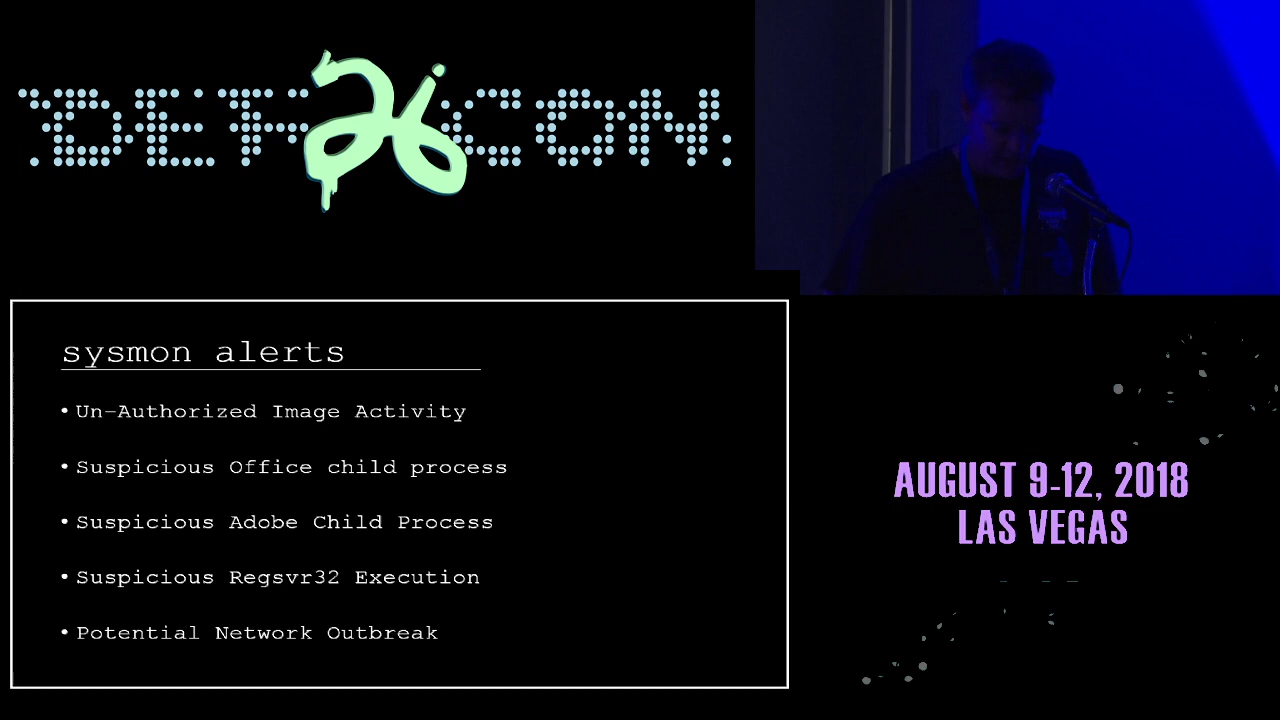 DEF 26 CON
sysmon alerts
• Un-Authorized Image Activity
• Suspicious Office child process
• Suspicious Adobe Child Process
• Suspicious Regsvr32 Execution
• Potential Network Outbreak
AUGUST 9-12, 2018
LAS VEGAS